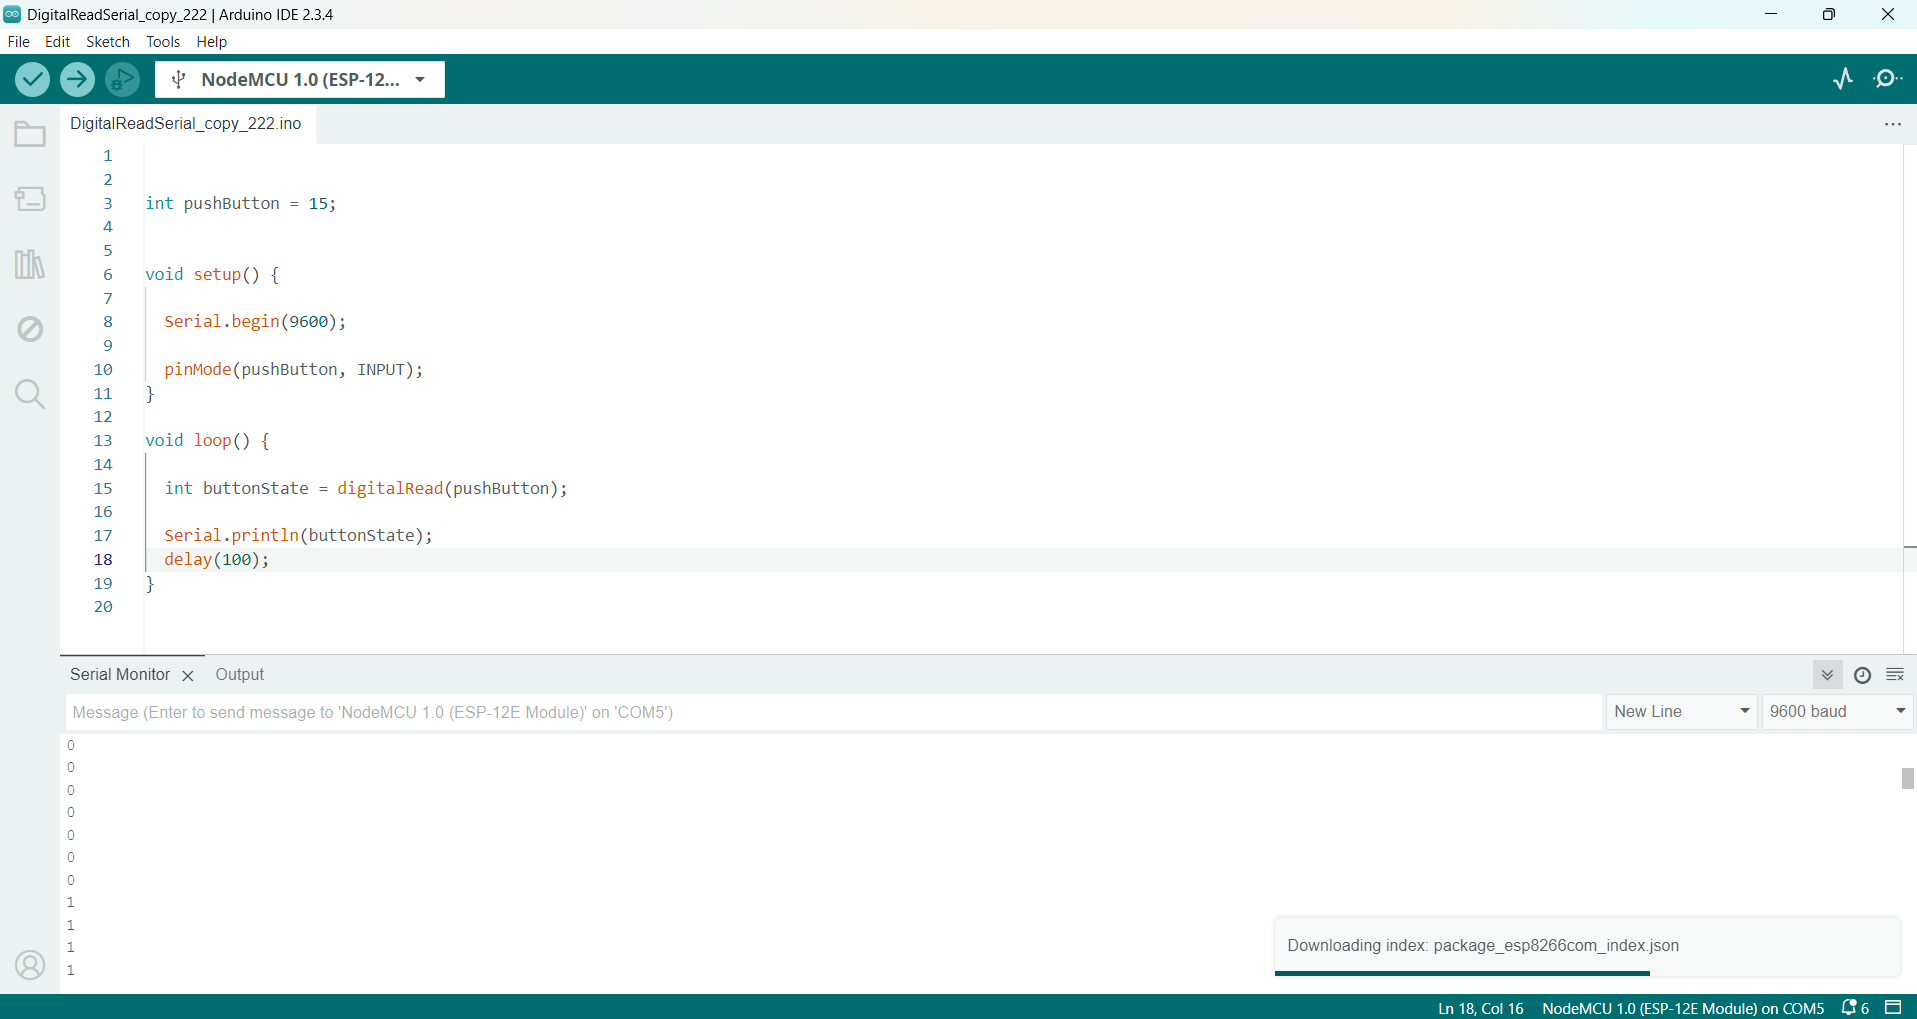 DigitalReadSerial_copy_222 | Arduino IDE 2.3.4
File Edit Sketch Tools Help
NodeMCU 1.0 (ESP-12...
DigitalReadSerial_copy_222.ino
1
2
3 int pushButton = 15;
4
5
6 void setup() {
7
8 Serial.begin(9600);
9
10 pinMode(pushButton, INPUT);
11 }
12
13 void loop() {
14
15 int buttonState = digitalRead(pushButton);
16
17 Serial.println(buttonState);
18 delay(100);
19 }
20
Serial Monitor Output
Message (Enter to send message to 'NodeMCU 1.0 (ESP-12E Module)' on 'COM5') New Line 9600 baud
0
0
0
0
0
0
0
1
1
1
1
Downloading index: package_esp8266com_index.json
Ln 18, Col 16 NodeMCU 1.0 (ESP-12E Module) on COM5 6